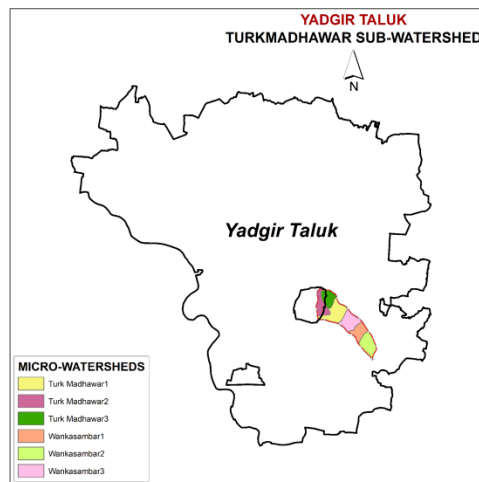 YADGIR TALUK
TURKMADHAWAR SUB-WATERSHED
N
Yadgir Taluk
MICRO-WATERSHEDS
Turk Madhawar1
Turk Madhawar2
Turk Madhawar3
Wankasambar1
Wankasambar2
Wankasambar3